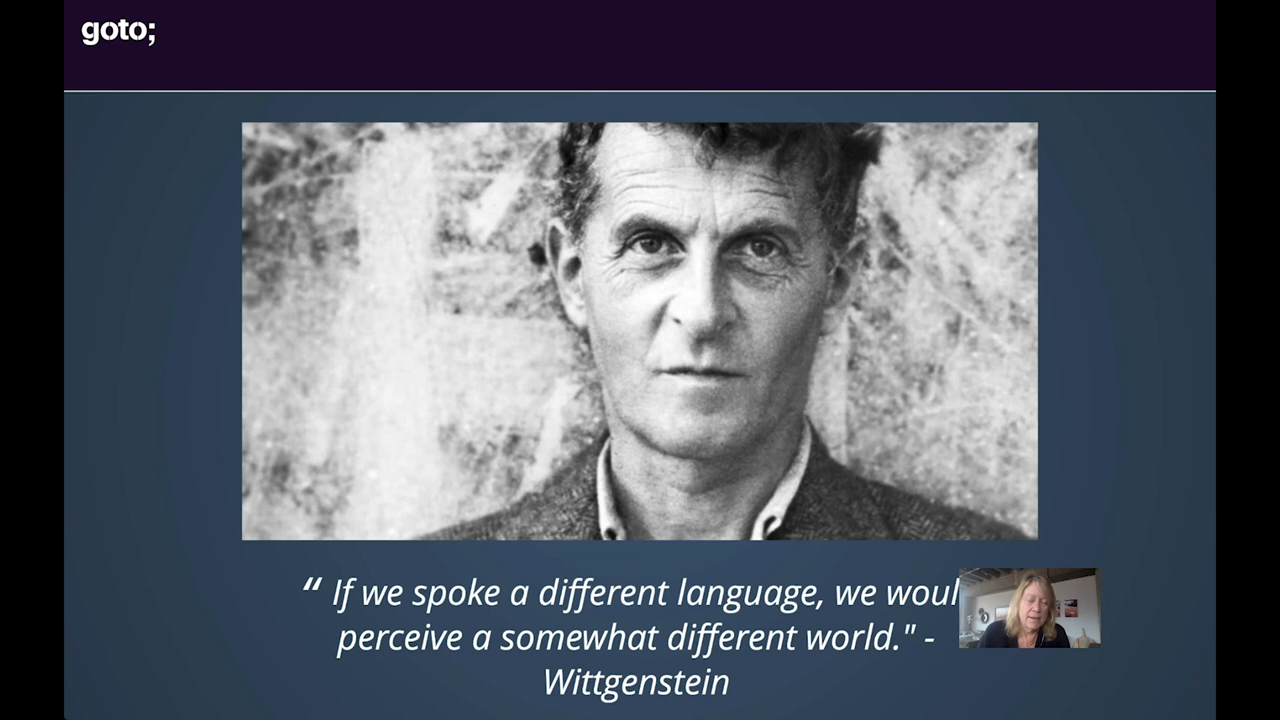 goto;
“ If we spoke a different language, we woul
perceive a somewhat different world." -
Wittgenstein